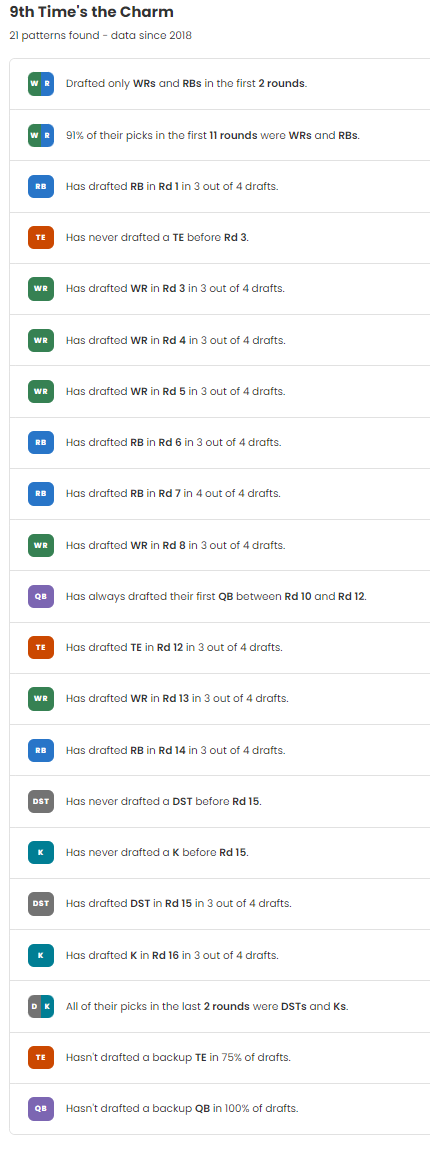 9th Time's the Charm
21 patterns found - data since 2018
W R Drafted only WRs and RBs in the first 2 rounds.
W R 91% of their picks in the first 11 rounds were WRs and RBs.
RB Has drafted RB in Rd 1 in 3 out of 4 drafts.
TE Has never drafted a TE before Rd 3.
WR Has drafted WR in Rd 3 in 3 out of 4 drafts.
WR Has drafted WR in Rd 4 in 3 out of 4 drafts.
WR Has drafted WR in Rd 5 in 3 out of 4 drafts.
RB Has drafted RB in Rd 6 in 3 out of 4 drafts.
RB Has drafted RB in Rd 7 in 4 out of 4 drafts.
WR Has drafted WR in Rd 8 in 3 out of 4 drafts.
QB Has always drafted their first QB between Rd 10 and Rd 12.
TE Has drafted TE in Rd 12 in 3 out of 4 drafts.
WR Has drafted WR in Rd 13 in 3 out of 4 drafts.
RB Has drafted RB in Rd 14 in 3 out of 4 drafts.
DST Has never drafted a DST before Rd 15.
K Has never drafted a K before Rd 15.
DST Has drafted DST in Rd 15 in 3 out of 4 drafts.
K Has drafted K in Rd 16 in 3 out of 4 drafts.
D K All of their picks in the last 2 rounds were DSTs and Ks.
TE Hasn't drafted a backup TE in 75% of drafts.
QB Hasn't drafted a backup QB in 100% of drafts.